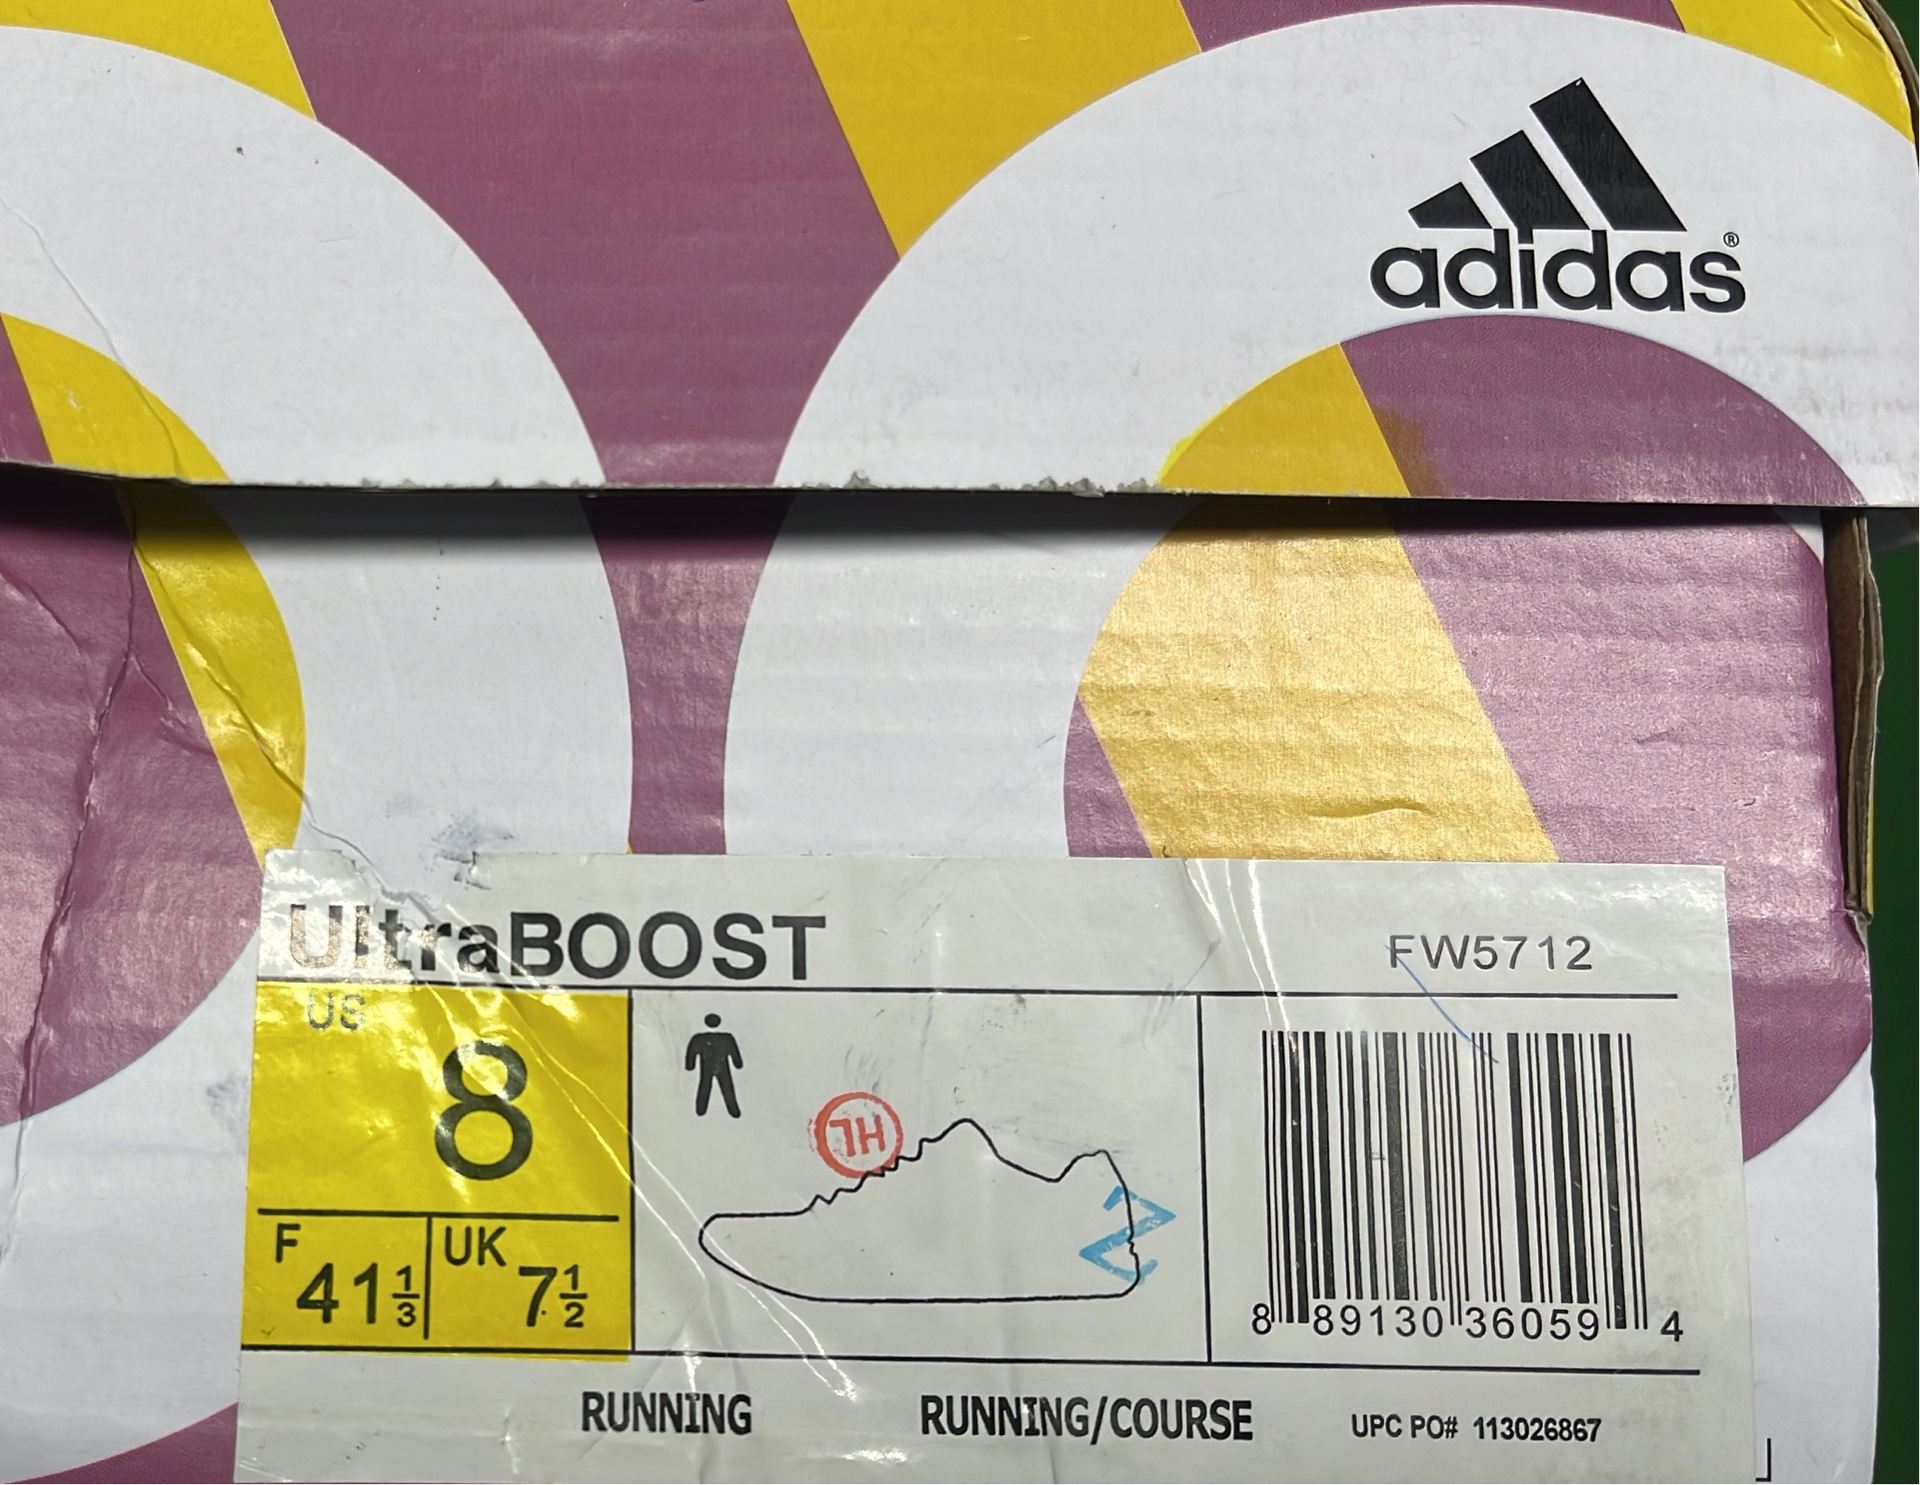 adidas®
UltraBOOST
FW5712
US
8
F
41 1/3
UK
7 1/2
HL
Z
8 89130 36059 4
RUNNING
RUNNING/COURSE
UPC PO# 113026867